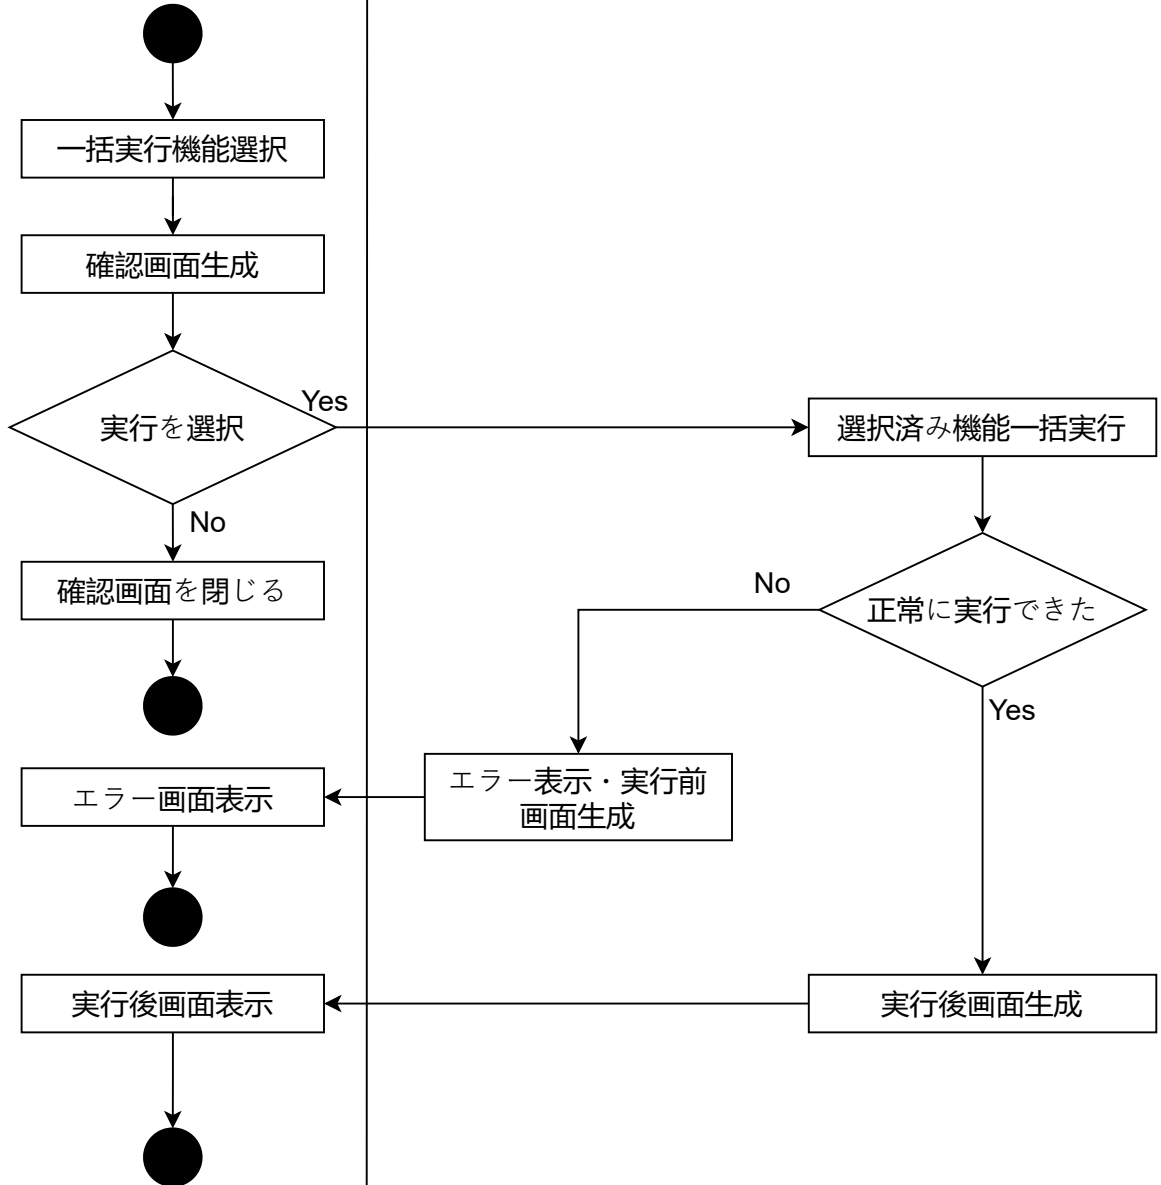 一括実行機能選択
確認画面生成
実行を選択
Yes
選択済み機能一括実行
No
確認画面を閉じる
正常に実行できた
No
Yes
エラー表示・実行前
画面生成
エラー画面表示
実行後画面表示
実行後画面生成